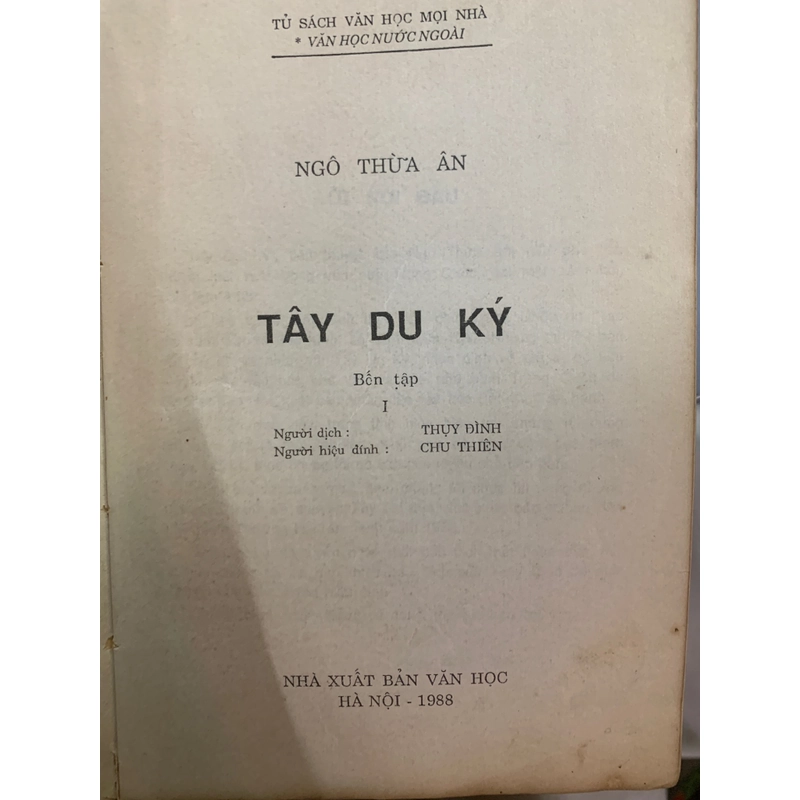 TỦ SÁCH VĂN HỌC MỌI NHÀ
* VĂN HỌC NƯỚC NGOÀI
NGÔ THỪA ÂN
TÂY DU KÝ
Bốn tập
I
Người dịch : THỤY ĐÌNH
Người hiệu đính : CHU THIÊN
NHÀ XUẤT BẢN VĂN HỌC
HÀ NỘI - 1988